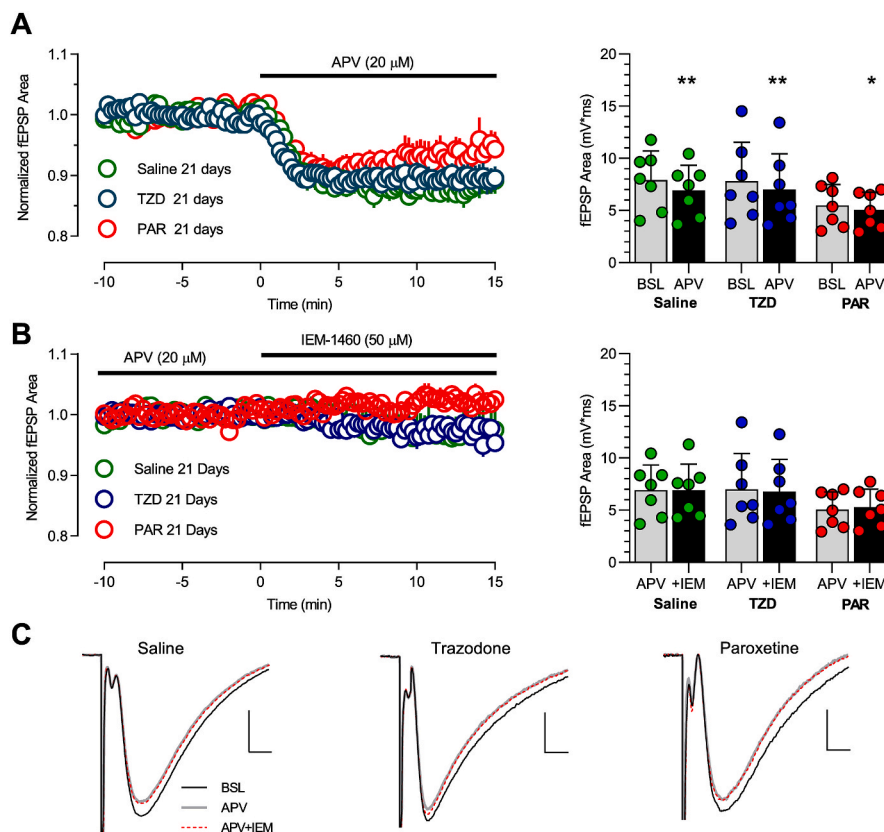 A
APV (20 μM)
Normalized fEPSP Area
1.1
1.0
0.9
0.8
Saline 21 days
TZD 21 days
PAR 21 days
-10 -5 0 5 10 15
Time (min)
fEPSP Area (mV*ms)
20
15
10
5
0
** ** *
BSL APV BSL APV BSL APV
Saline TZD PAR
B
IEM-1460 (50 μM)
APV (20 μM)
Normalized fEPSP Area
1.1
1.0
0.9
0.8
Saline 21 Days
TZD 21 Days
PAR 21 Days
-10 -5 0 5 10 15
Time (min)
fEPSP Area (mV*ms)
20
15
10
5
0
APV +IEM APV +IEM APV +IEM
Saline TZD PAR
C
Saline Trazodone Paroxetine
BSL
APV
APV+IEM